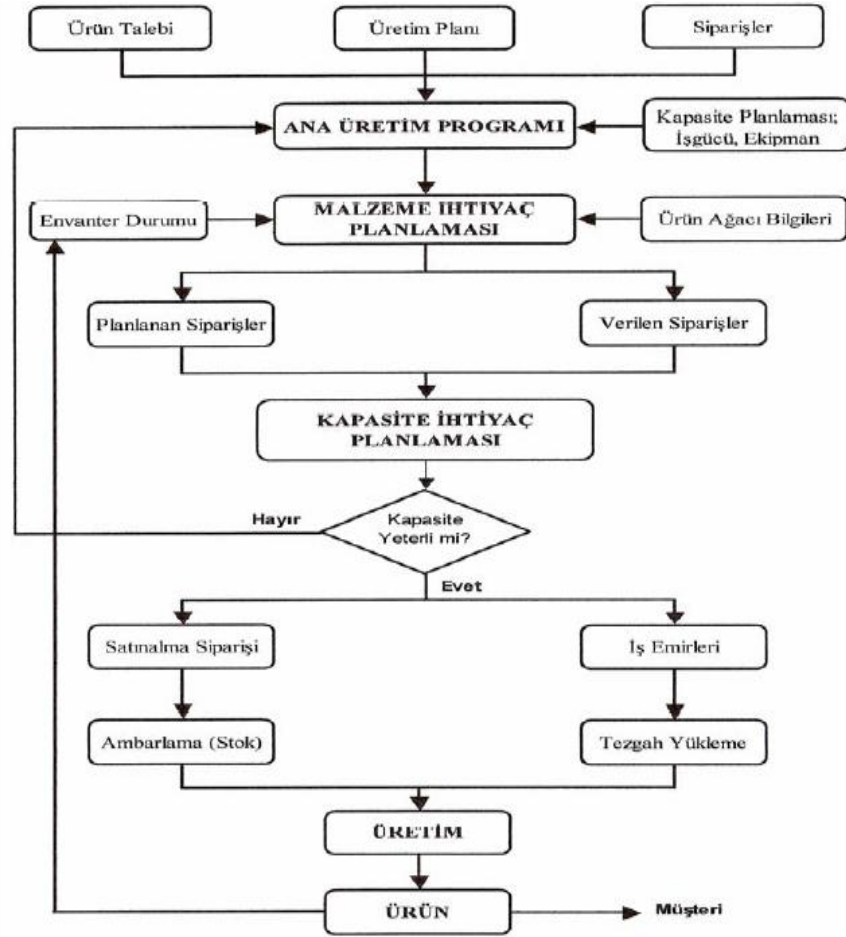 Ürün Talebi
Üretim Planı
Siparişler
ANA ÜRETİM PROGRAMI
Kapasite Planlaması;
İşgücü, Ekipman
Envanter Durumu
MALZEME IHTIYAÇ
PLANLAMASI
Ürün Ağacı Bilgileri
Planlanan Siparişler
Verilen Siparişler
KAPASİTE İHTİYAÇ
PLANLAMASI
Hayır
Kapasite
Yeterli mi?
Evet
Satınalma Siparişi
İş Emirleri
Ambarlama (Stok)
Tezgah Yükleme
ÜRETİM
ÜRÜN
Müşteri